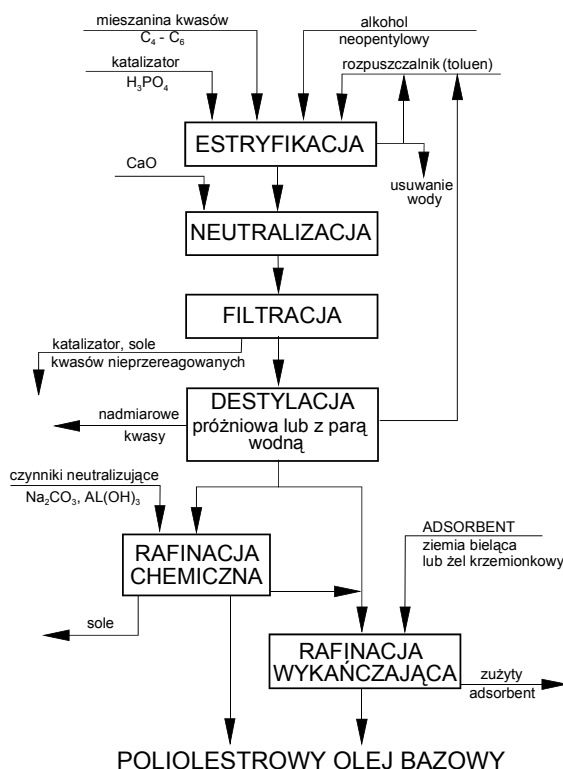 mieszanina kwasów
C₄ - C₆
alkohol
neopentylowy
katalizator
H₃PO₄
rozpuszczalnik (toluen)
ESTRYFIKACJA
CaO
usuwanie
wody
NEUTRALIZACJA
FILTRACJA
katalizator, sole
kwasów nieprzereagowanych
DESTYLACJA
próżniowa lub z parą
wodną
nadmiarowe
kwasy
czynniki neutralizujące
Na₂CO₃, AL(OH)₃
ADSORBENT
ziemia bieląca
lub żel krzemionkowy
RAFINACJA
CHEMICZNA
sole
RAFINACJA
WYKAŃCZAJĄCA
zużyty
adsorbent
POLIOLESTROWY OLEJ BAZOWY